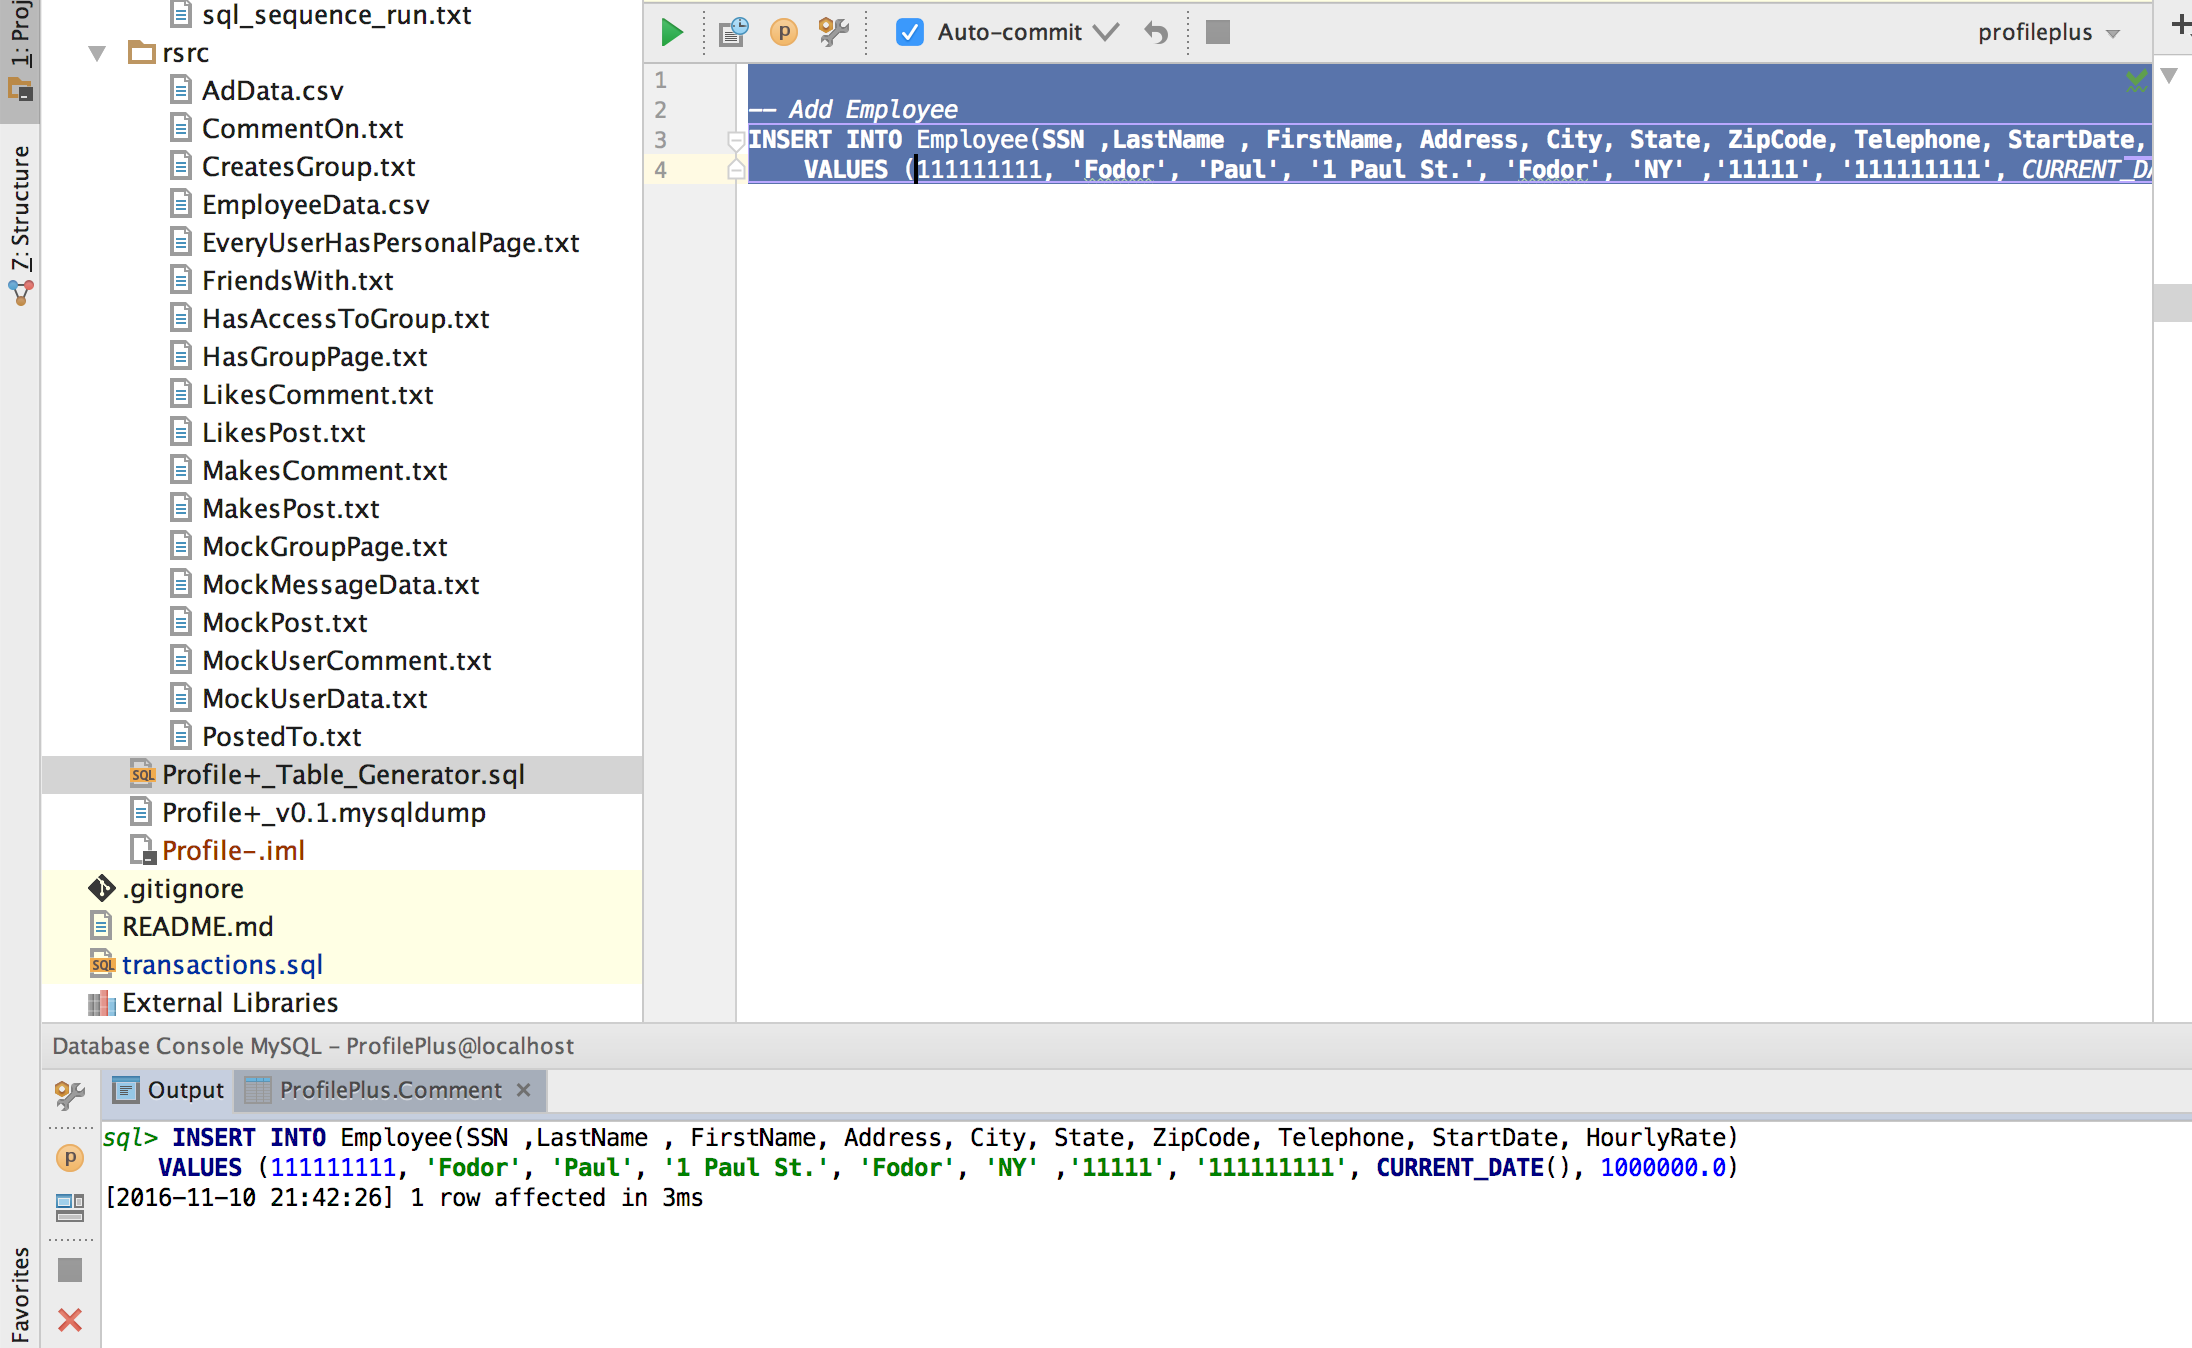 1: Proj
Z: Structure
Favorites
sql_sequence_run.txt
rsrc
AdData.csv
CommentOn.txt
CreatesGroup.txt
EmployeeData.csv
EveryUserHasPersonalPage.txt
FriendsWith.txt
HasAccessToGroup.txt
HasGroupPage.txt
LikesComment.txt
LikesPost.txt
MakesComment.txt
MakesPost.txt
MockGroupPage.txt
MockMessageData.txt
MockPost.txt
MockUserComment.txt
MockUserData.txt
PostedTo.txt
SQL Profile+_Table_Generator.sql
Profile+_v0.1.mysqldump
Profile-.iml
.gitignore
README.md
SQL transactions.sql
External Libraries
p Auto-commit profileplus
1
2 -- Add Employee
3 INSERT INTO Employee(SSN ,LastName , FirstName, Address, City, State, ZipCode, Telephone, StartDate,
4 VALUES (111111111, 'Fodor', 'Paul', '1 Paul St.', 'Fodor', 'NY' ,'11111', '111111111', CURRENT_DA
Database Console MySQL - ProfilePlus@localhost
Output ProfilePlus.Comment
p
sql> INSERT INTO Employee(SSN ,LastName , FirstName, Address, City, State, ZipCode, Telephone, StartDate, HourlyRate)
VALUES (111111111, 'Fodor', 'Paul', '1 Paul St.', 'Fodor', 'NY' ,'11111', '111111111', CURRENT_DATE(), 1000000.0)
[2016-11-10 21:42:26] 1 row affected in 3ms